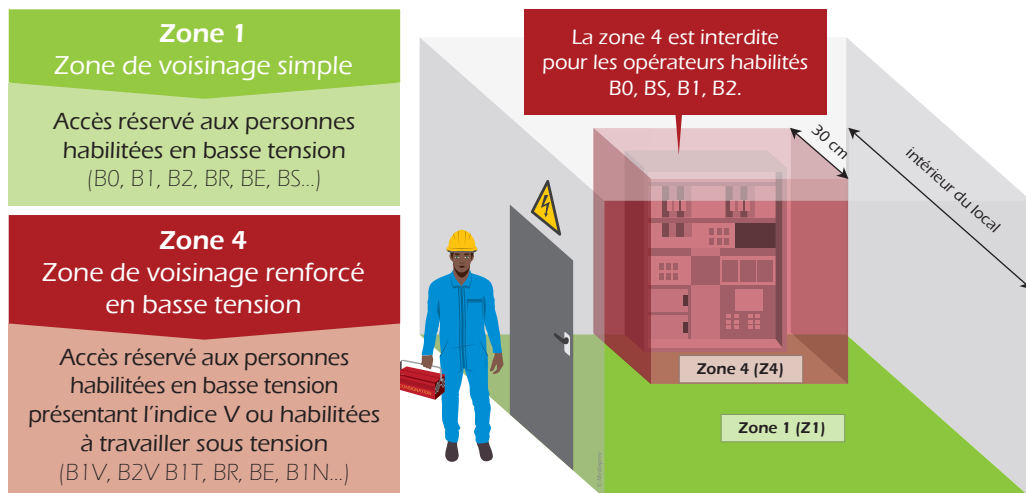 Zone 1
Zone de voisinage simple
Accès réservé aux personnes
habilitées en basse tension
(B0, B1, B2, BR, BE, BS...)
Zone 4
Zone de voisinage renforcé
en basse tension
Accès réservé aux personnes
habilitées en basse tension
présentant l'indice V ou habilitées
à travailler sous tension
(B1V, B2V B1T, BR, BE, B1N...)
La zone 4 est interdite
pour les opérateurs habilités
B0, BS, B1, B2.
30 cm
intérieur du local
CONSIGNATION
Zone 4 (Z4)
Zone 1 (Z1)